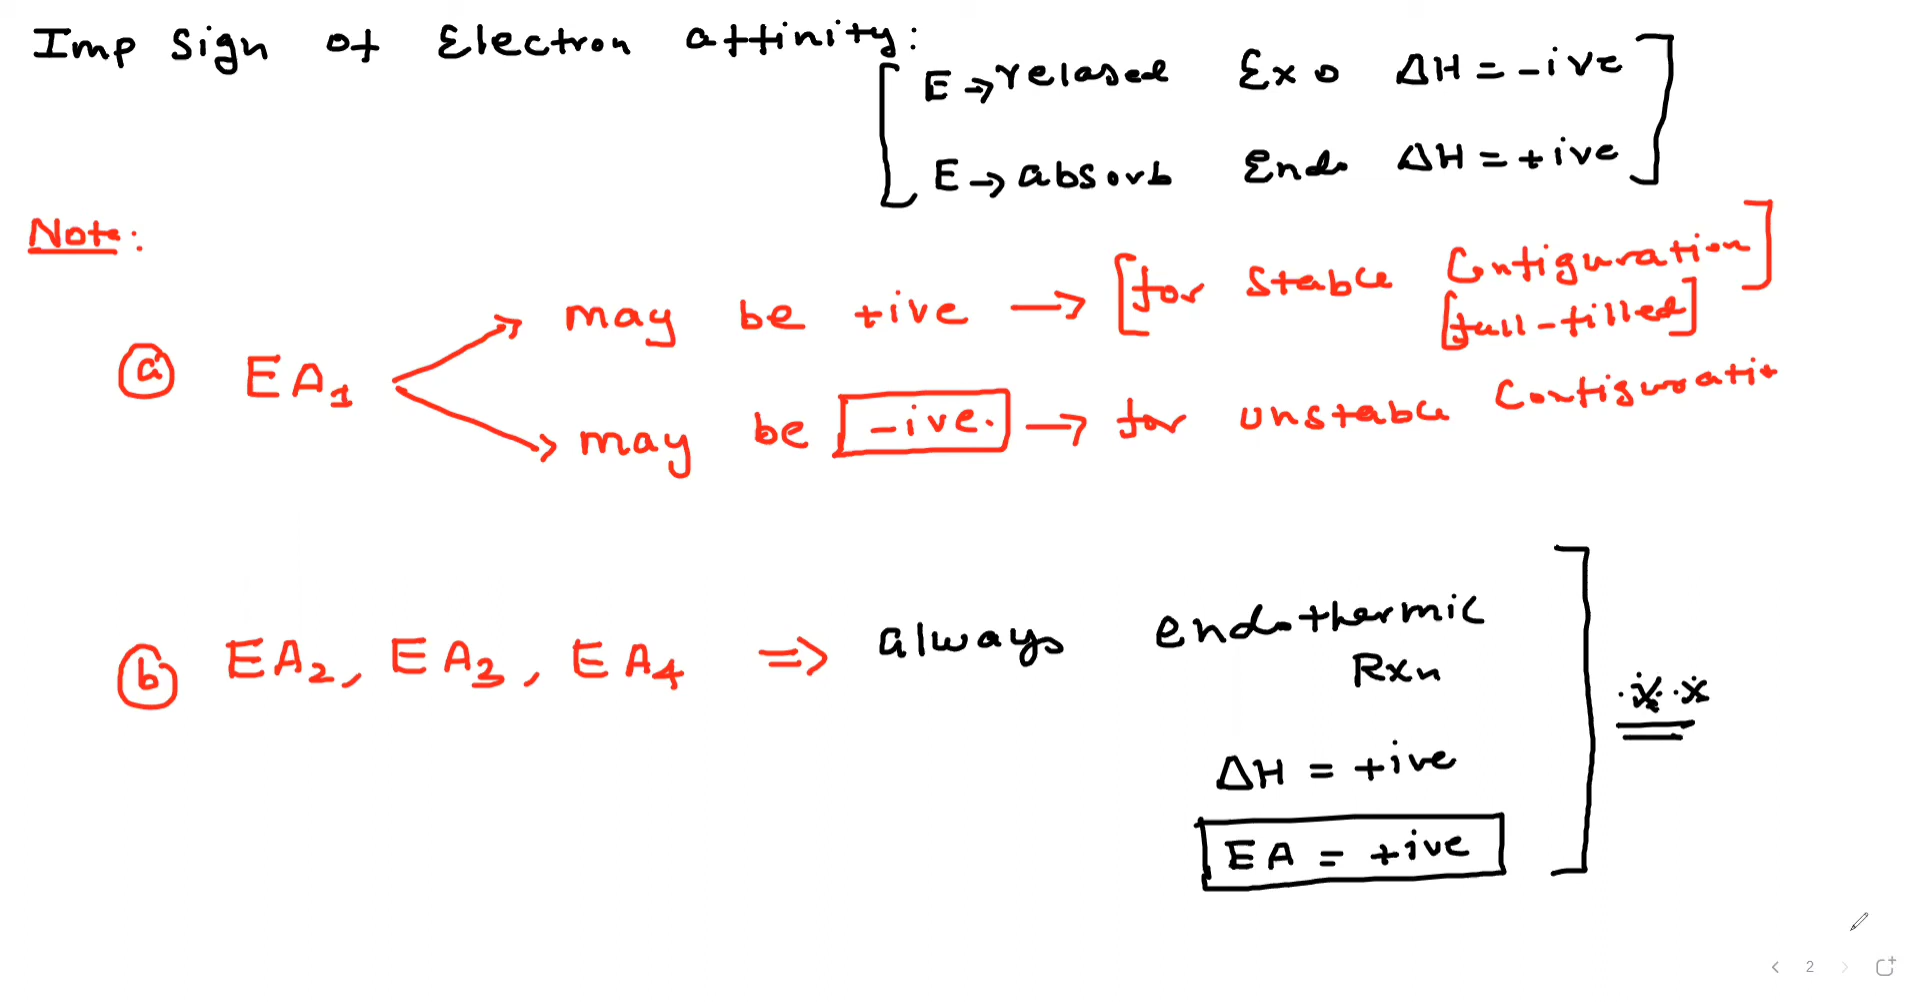 Imp Sign of Electron affinity:
E → relased Exo ΔH = -ive
E → absorb Endo ΔH = +ive
Note:
may be +ive → [for Stable Configuration]
[full-filled]
(a) EA1
may be -ive. → for unstable Configuratio
(b) EA2, EA3, EA4 ⇒ always endothermic
Rxn
ΔH = +ive
EA = +ive
2